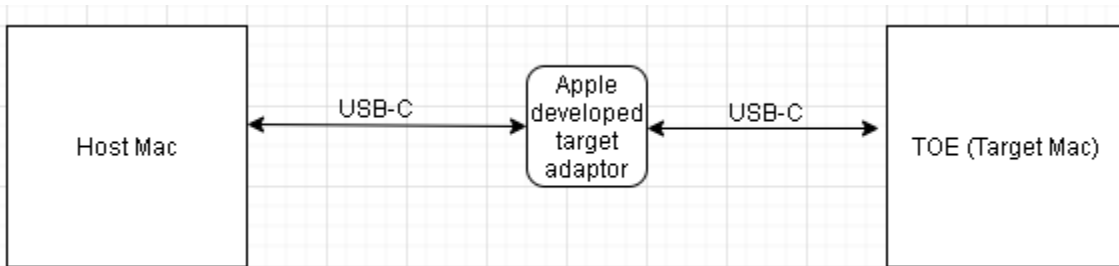 Host Mac
USB-C
Apple
developed
target
adaptor
USB-C
TOE (Target Mac)